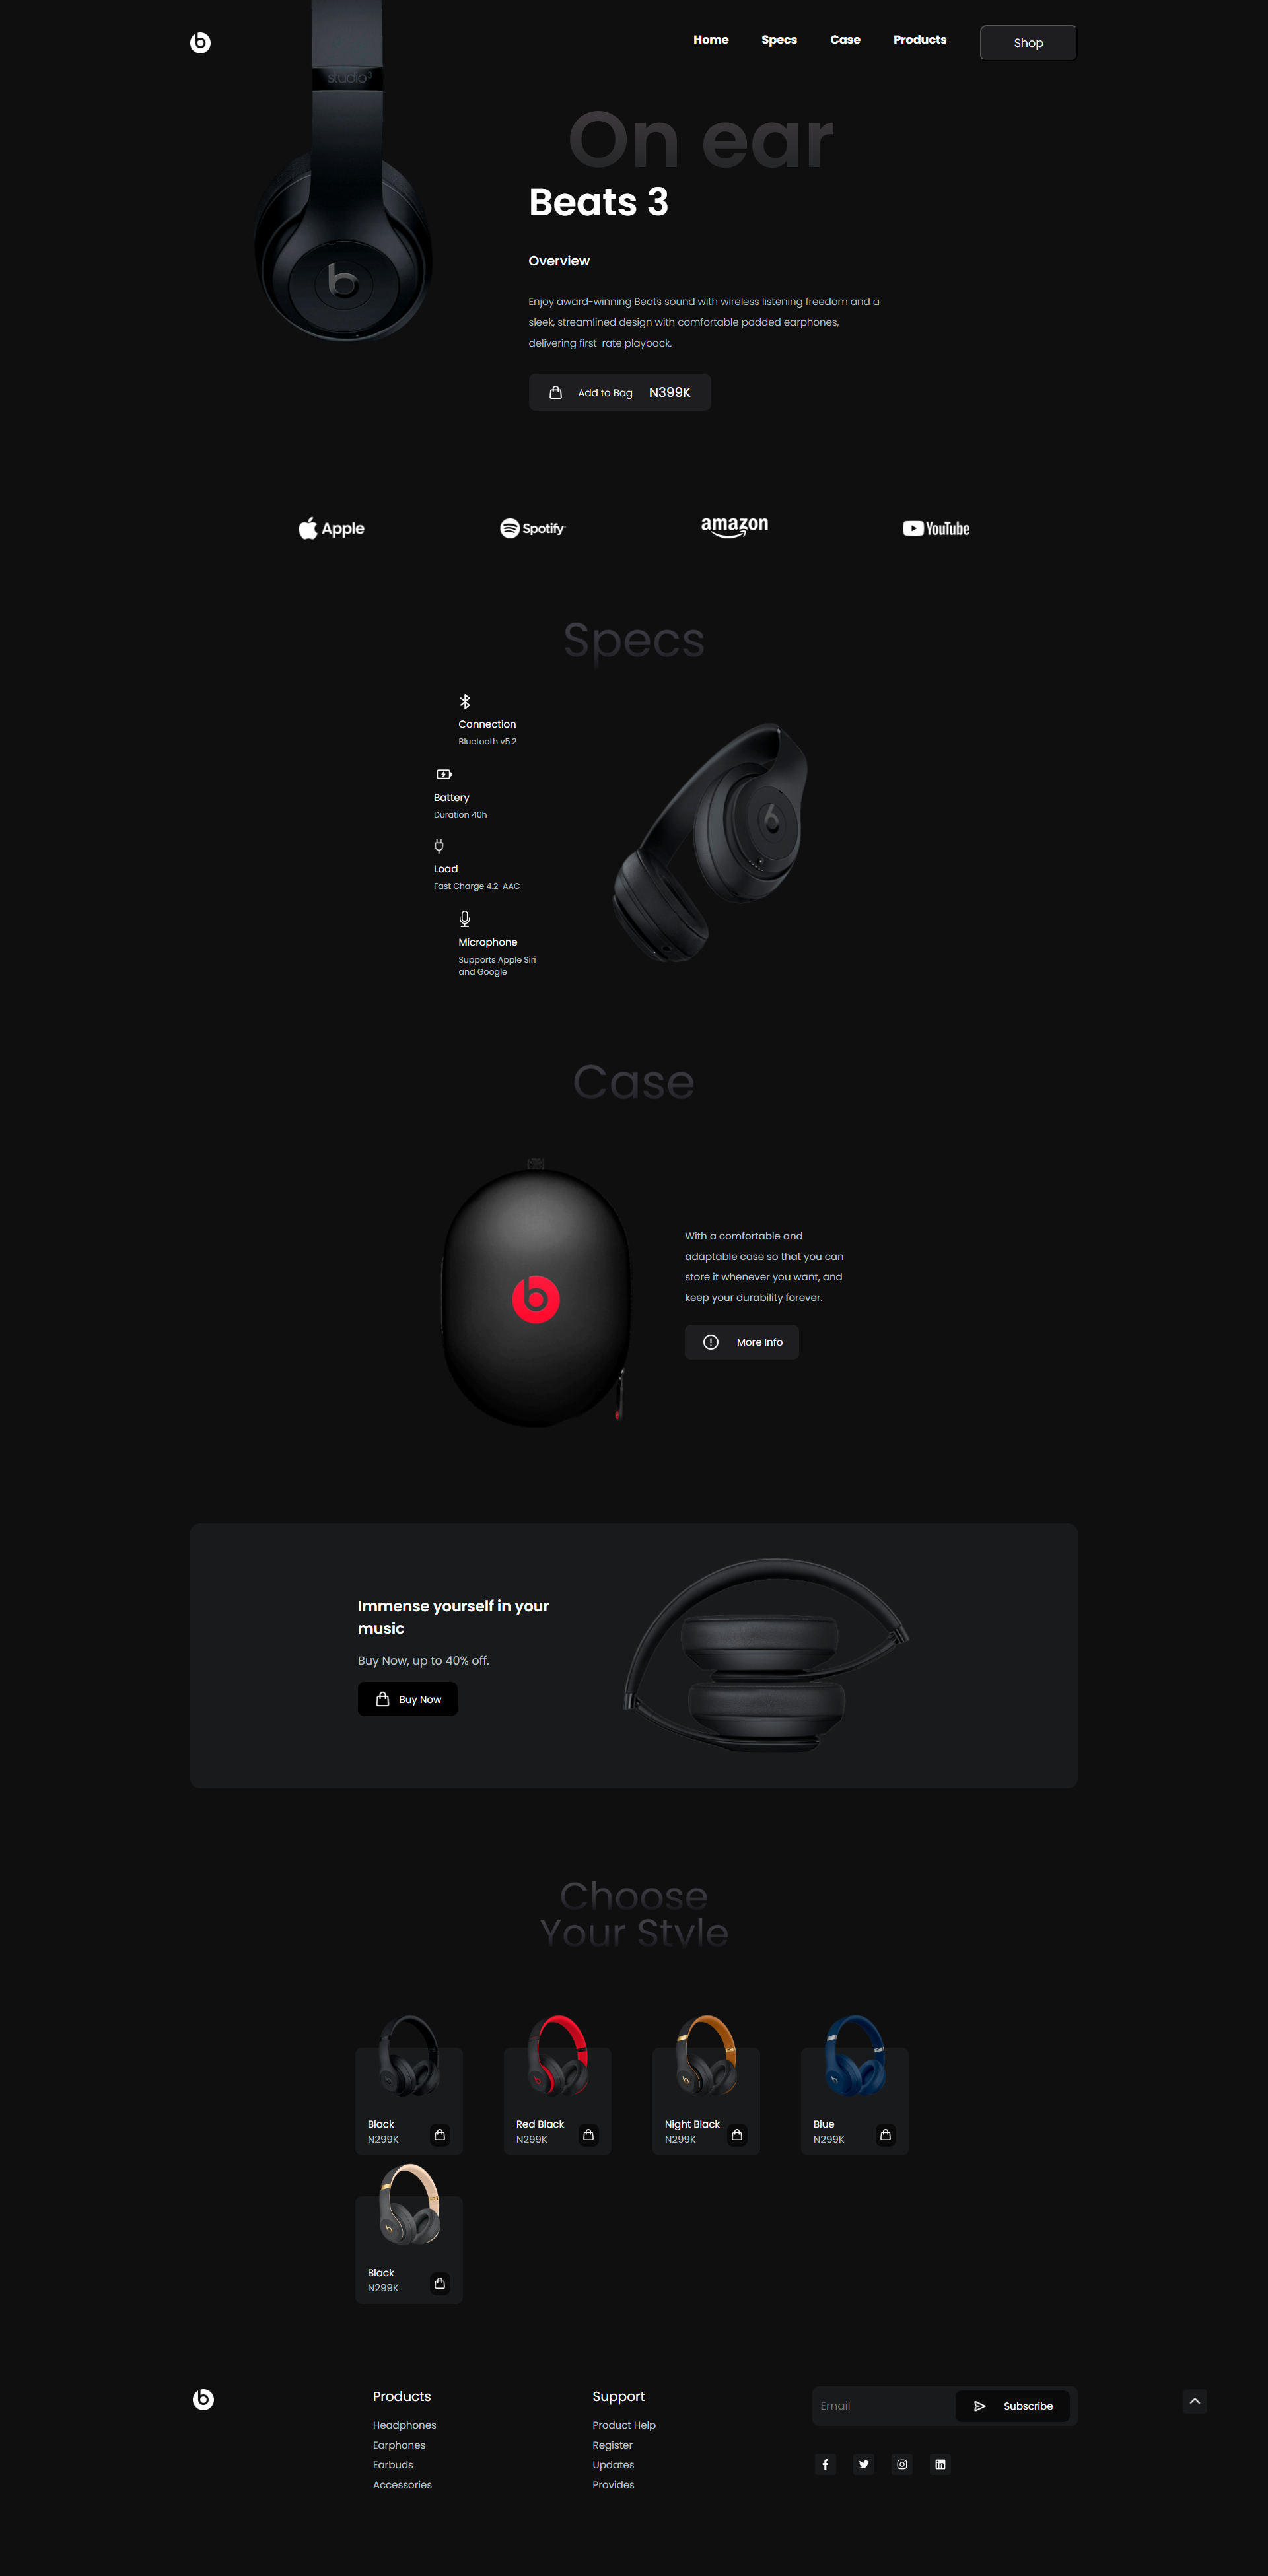 Home Specs Case Products Shop
studio³
On ear
Beats 3
Overview
Enjoy award-winning Beats sound with wireless listening freedom and a
sleek, streamlined design with comfortable padded earphones,
delivering first-rate playback.
Add to Bag N399K
Apple Spotify amazon YouTube
Specs
Connection
Bluetooth v5.2
Battery
Duration 40h
Load
Fast Charge 4.2-AAC
Microphone
Supports Apple Siri
and Google
Case
With a comfortable and
adaptable case so that you can
store it whenever you want, and
keep your durability forever.
More Info
Immense yourself in your
music
Buy Now, up to 40% off.
Buy Now
Choose
Your Style
Black
N299K
Red Black
N299K
Night Black
N299K
Blue
N299K
Black
N299K
Products
Headphones
Earphones
Earbuds
Accessories
Support
Product Help
Register
Updates
Provides
Email Subscribe